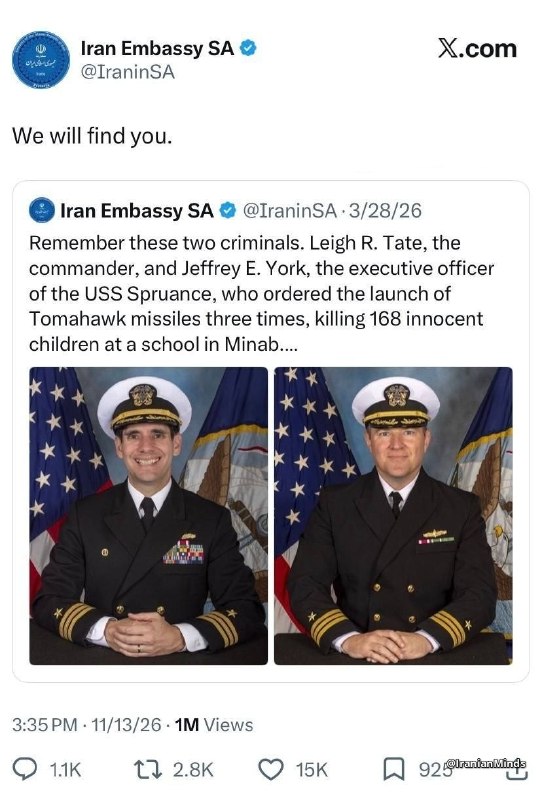 Iran Embassy SA
X.com
@IraninSA
We will find you.
Iran Embassy SA @IraninSA · 3/28/26
Remember these two criminals. Leigh R. Tate, the
commander, and Jeffrey E. York, the executive officer
of the USS Spruance, who ordered the launch of
Tomahawk missiles three times, killing 168 innocent
children at a school in Minab....
3:35 PM · 11/13/26 · 1M Views
1.1K 2.8K 15K 925
@IranianMinds